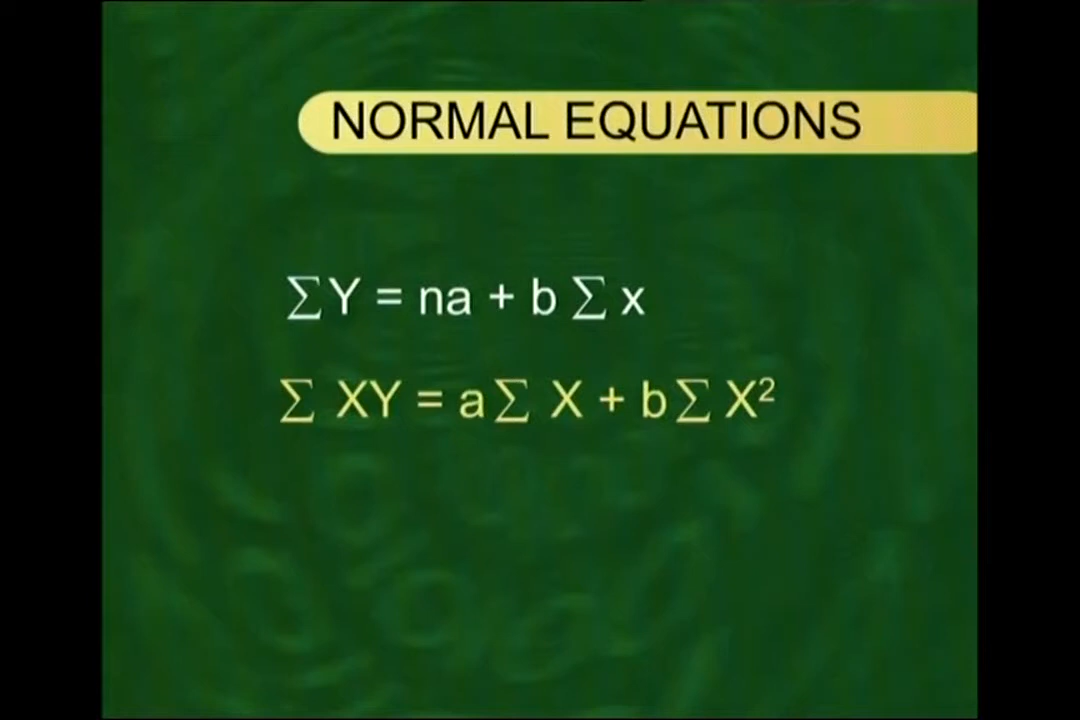 NORMAL EQUATIONS
∑Y = na + b ∑ x
∑ XY = a∑ X + b∑ X²